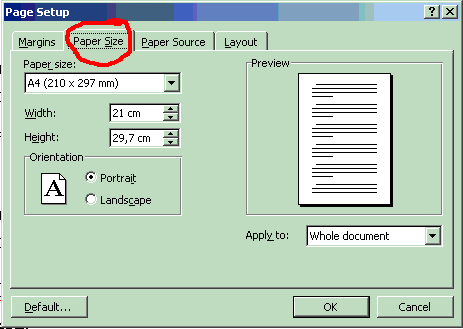 Page Setup
Margins Paper Size Paper Source Layout
Paper size:
A4 (210 x 297 mm)
Width: 21 cm
Height: 29,7 cm
Orientation
A
Portrait
Landscape
Preview
Apply to: Whole document
Default... OK Cancel